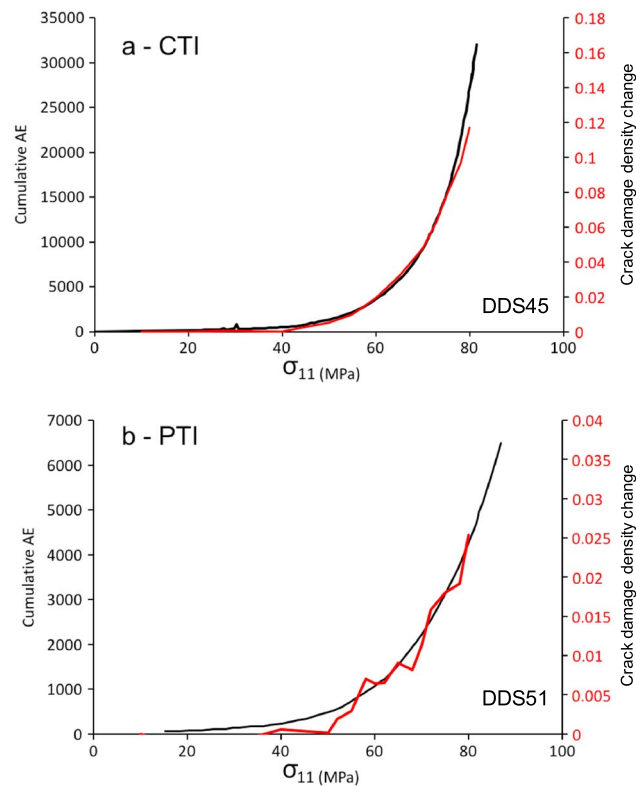 a - CTI
35000
30000
25000
20000
15000
10000
5000
0
Cumulative AE
0.18
0.16
0.14
0.12
0.1
0.08
0.06
0.04
0.02
0
Crack damage density change
DDS45
0 20 40 60 80 100
σ11 (MPa)
b - PTI
7000
6000
5000
4000
3000
2000
1000
0
Cumulative AE
0.04
0.035
0.03
0.025
0.02
0.015
0.01
0.005
0
Crack damage density change
DDS51
0 20 40 60 80 100
σ11 (MPa)